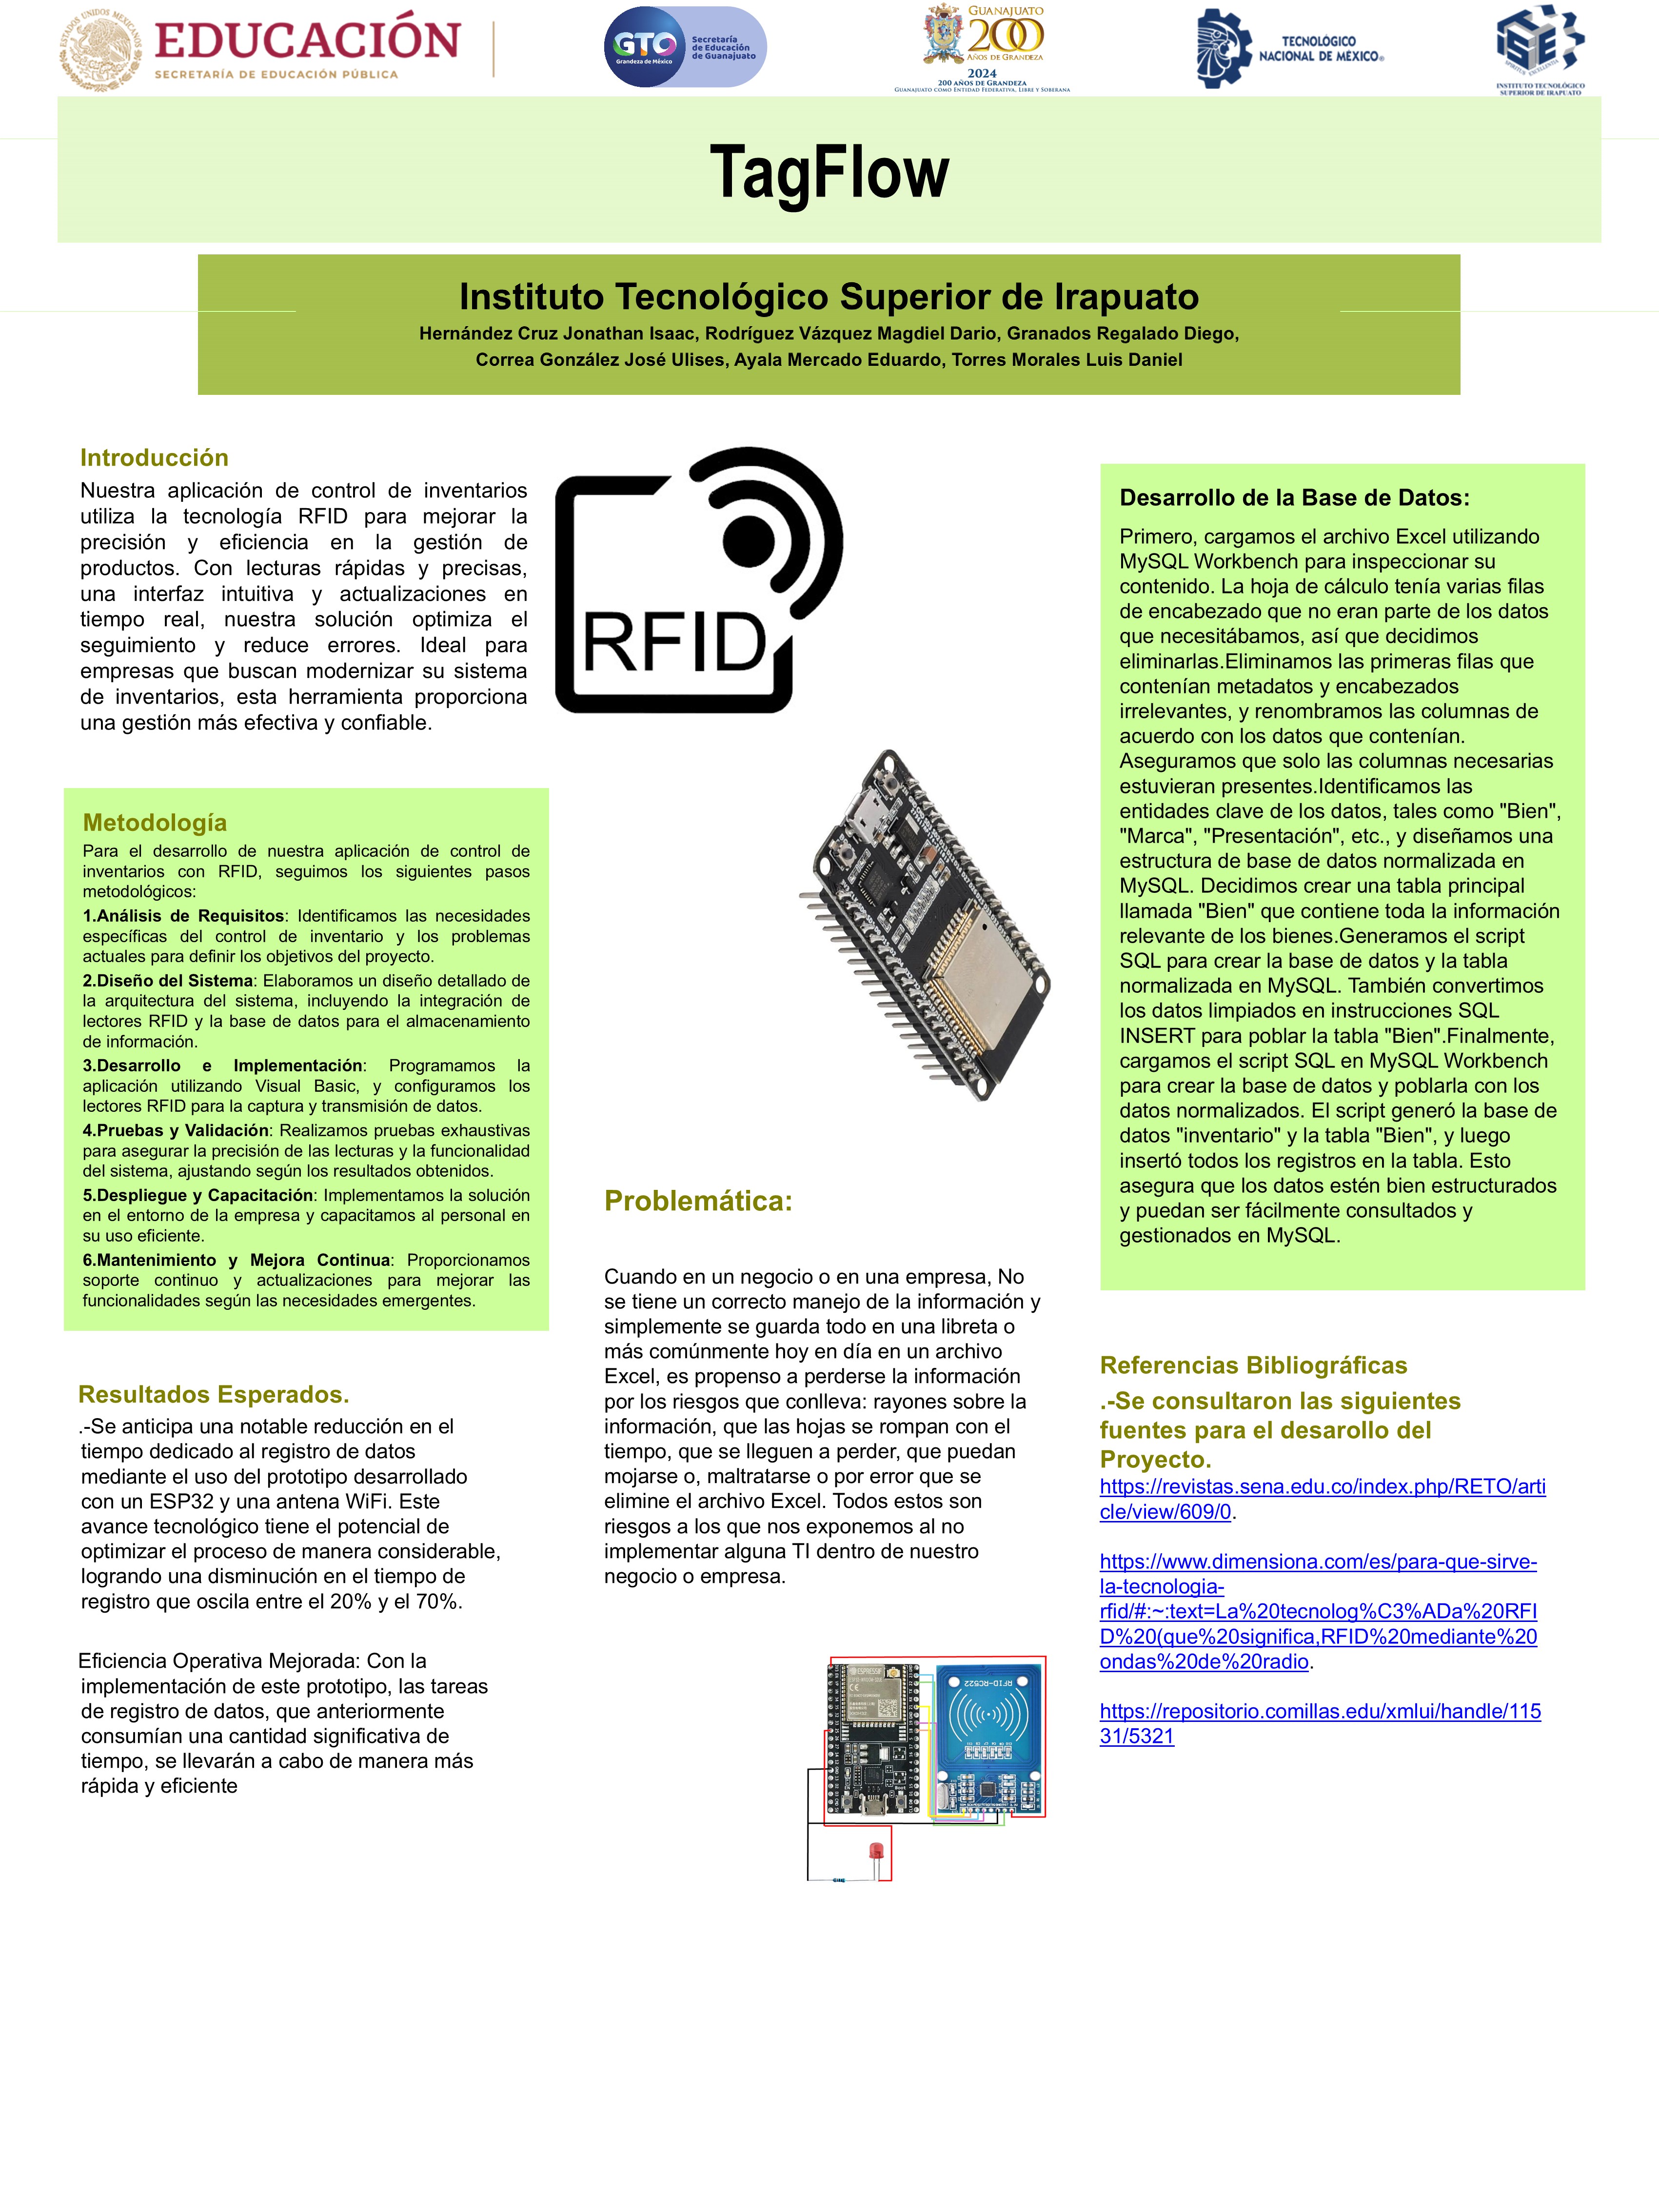 EDUCACIÓN
SECRETARÍA DE EDUCACIÓN PÚBLICA
ESTADOS UNIDOS MEXICANOS
GTO
Grandeza de México
Secretaría
de Educación
de Guanajuato
GUANAJUATO
200
AÑOS DE GRANDEZA
2024
200 AÑOS DE GRANDEZA
GUANAJUATO COMO ENTIDAD FEDERATIVA, LIBRE Y SOBERANA
TECNOLÓGICO
NACIONAL DE MÉXICO®
INSTITUTO TECNOLÓGICO
SUPERIOR DE IRAPUATO
TagFlow
Instituto Tecnológico Superior de Irapuato
Hernández Cruz Jonathan Isaac, Rodríguez Vázquez Magdiel Dario, Granados Regalado Diego,
Correa González José Ulises, Ayala Mercado Eduardo, Torres Morales Luis Daniel
Introducción
Nuestra aplicación de control de inventarios
utiliza la tecnología RFID para mejorar la
precisión y eficiencia en la gestión de
productos. Con lecturas rápidas y precisas,
una interfaz intuitiva y actualizaciones en
tiempo real, nuestra solución optimiza el
seguimiento y reduce errores. Ideal para
empresas que buscan modernizar su sistema
de inventarios, esta herramienta proporciona
una gestión más efectiva y confiable.
Metodología
Para el desarrollo de nuestra aplicación de control de
inventarios con RFID, seguimos los siguientes pasos
metodológicos:
1.Análisis de Requisitos: Identificamos las necesidades
específicas del control de inventario y los problemas
actuales para definir los objetivos del proyecto.
2.Diseño del Sistema: Elaboramos un diseño detallado de
la arquitectura del sistema, incluyendo la integración de
lectores RFID y la base de datos para el almacenamiento
de información.
3.Desarrollo e Implementación: Programamos la
aplicación utilizando Visual Basic, y configuramos los
lectores RFID para la captura y transmisión de datos.
4.Pruebas y Validación: Realizamos pruebas exhaustivas
para asegurar la precisión de las lecturas y la funcionalidad
del sistema, ajustando según los resultados obtenidos.
5.Despliegue y Capacitación: Implementamos la solución
en el entorno de la empresa y capacitamos al personal en
su uso eficiente.
6.Mantenimiento y Mejora Continua: Proporcionamos
soporte continuo y actualizaciones para mejorar las
funcionalidades según las necesidades emergentes.
Resultados Esperados.
.-Se anticipa una notable reducción en el
tiempo dedicado al registro de datos
mediante el uso del prototipo desarrollado
con un ESP32 y una antena WiFi. Este
avance tecnológico tiene el potencial de
optimizar el proceso de manera considerable,
logrando una disminución en el tiempo de
registro que oscila entre el 20% y el 70%.
Eficiencia Operativa Mejorada: Con la
implementación de este prototipo, las tareas
de registro de datos, que anteriormente
consumían una cantidad significativa de
tiempo, se llevarán a cabo de manera más
rápida y eficiente
RFID
Problemática:
Cuando en un negocio o en una empresa, No
se tiene un correcto manejo de la información y
simplemente se guarda todo en una libreta o
más comúnmente hoy en día en un archivo
Excel, es propenso a perderse la información
por los riesgos que conlleva: rayones sobre la
información, que las hojas se rompan con el
tiempo, que se lleguen a perder, que puedan
mojarse o, maltratarse o por error que se
elimine el archivo Excel. Todos estos son
riesgos a los que nos exponemos al no
implementar alguna TI dentro de nuestro
negocio o empresa.
ESPRESSIF
RFID-RC522
Desarrollo de la Base de Datos:
Primero, cargamos el archivo Excel utilizando
MySQL Workbench para inspeccionar su
contenido. La hoja de cálculo tenía varias filas
de encabezado que no eran parte de los datos
que necesitábamos, así que decidimos
eliminarlas.Eliminamos las primeras filas que
contenían metadatos y encabezados
irrelevantes, y renombramos las columnas de
acuerdo con los datos que contenían.
Aseguramos que solo las columnas necesarias
estuvieran presentes.Identificamos las
entidades clave de los datos, tales como "Bien",
"Marca", "Presentación", etc., y diseñamos una
estructura de base de datos normalizada en
MySQL. Decidimos crear una tabla principal
llamada "Bien" que contiene toda la información
relevante de los bienes.Generamos el script
SQL para crear la base de datos y la tabla
normalizada en MySQL. También convertimos
los datos limpiados en instrucciones SQL
INSERT para poblar la tabla "Bien".Finalmente,
cargamos el script SQL en MySQL Workbench
para crear la base de datos y poblarla con los
datos normalizados. El script generó la base de
datos "inventario" y la tabla "Bien", y luego
insertó todos los registros en la tabla. Esto
asegura que los datos estén bien estructurados
y puedan ser fácilmente consultados y
gestionados en MySQL.
Referencias Bibliográficas
.-Se consultaron las siguientes
fuentes para el desarollo del
Proyecto.
https://revistas.sena.edu.co/index.php/RETO/arti
cle/view/609/0.
https://www.dimensiona.com/es/para-que-sirve-
la-tecnologia-
rfid/#:~:text=La%20tecnolog%C3%ADa%20RFI
D%20(que%20significa,RFID%20mediante%20
ondas%20de%20radio.
https://repositorio.comillas.edu/xmlui/handle/115
31/5321